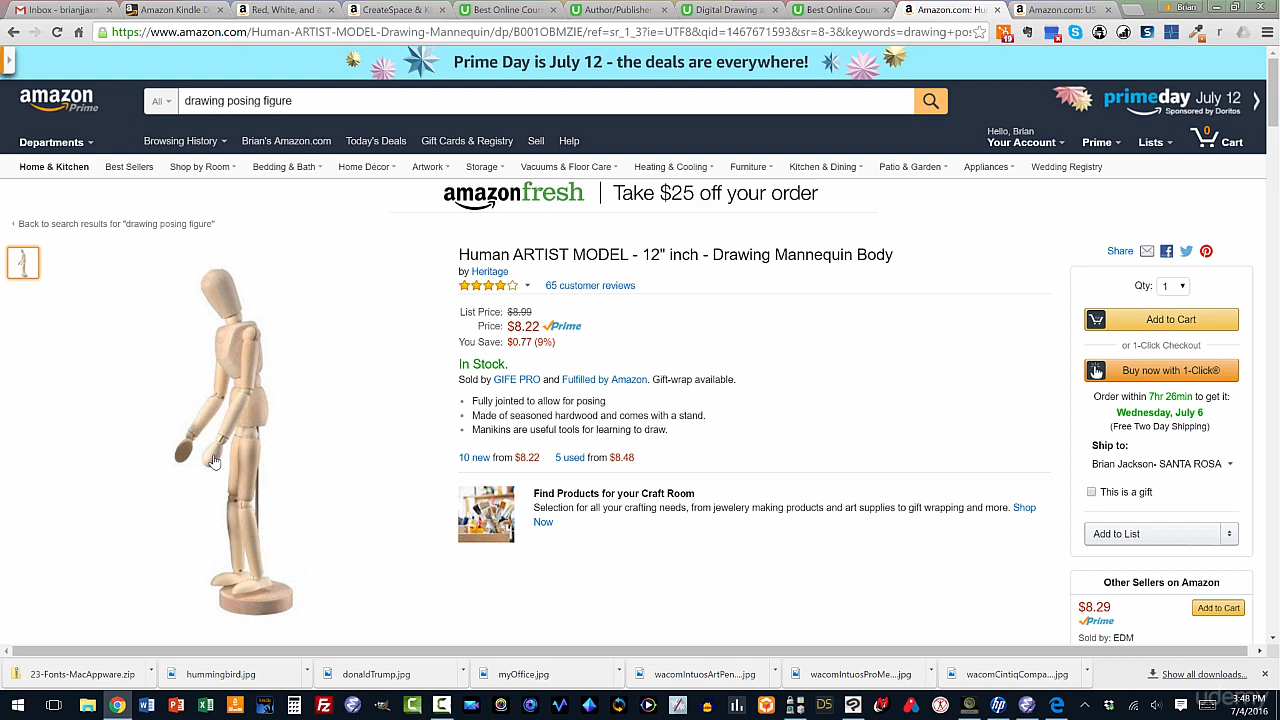 Inbox - brianjjaxn
Amazon Kindle D
Red, White, and
CreateSpace & K
Best Online Cour
Author/Publisher
Digital Drawing a
Best Online Cour
Amazon.com: Hu
Amazon.com: US
Brian
https://www.amazon.com/Human-ARTIST-MODEL-Drawing-Mannequin/dp/B001OBMZIE/ref=sr_1_3?ie=UTF8&qid=1467671593&sr=8-3&keywords=drawing+pos
19
Prime Day is July 12 - the deals are everywhere!
amazon Prime
All
drawing posing figure
primeday July 12
Sponsored by Doritos
Departments
Browsing History
Brian's Amazon.com
Today's Deals
Gift Cards & Registry
Sell
Help
Hello, Brian
Your Account
Prime
Lists
0
Cart
Home & Kitchen
Best Sellers
Shop by Room
Bedding & Bath
Home Décor
Artwork
Storage
Vacuums & Floor Care
Heating & Cooling
Furniture
Kitchen & Dining
Patio & Garden
Appliances
Wedding Registry
amazonfresh | Take $25 off your order
‹ Back to search results for "drawing posing figure"
Human ARTIST MODEL - 12" inch - Drawing Mannequin Body
by Heritage
65 customer reviews
List Price: $8.99
Price: $8.22 Prime
You Save: $0.77 (9%)
In Stock.
Sold by GIFE PRO and Fulfilled by Amazon. Gift-wrap available.
• Fully jointed to allow for posing
• Made of seasoned hardwood and comes with a stand.
• Manikins are useful tools for learning to draw.
10 new from $8.22
5 used from $8.48
Find Products for your Craft Room
Selection for all your crafting needs, from jewelery making products and art supplies to gift wrapping and more. Shop
Now
Share
Qty: 1
Add to Cart
or 1-Click Checkout
Buy now with 1-Click®
Order within 7hr 26min to get it:
Wednesday, July 6
(Free Two Day Shipping)
Ship to:
Brian Jackson- SANTA ROSA
This is a gift
Add to List
Other Sellers on Amazon
$8.29
Add to Cart
Prime
Sold by: EDM
23-Fonts-MacAppware.zip
hummingbird.jpg
donaldTrump.jpg
myOffice.jpg
wacomIntuosArtPen....jpg
wacomIntuosProMe....jpg
wacomCintiqCompa....jpg
Show all downloads...
7/4/2016